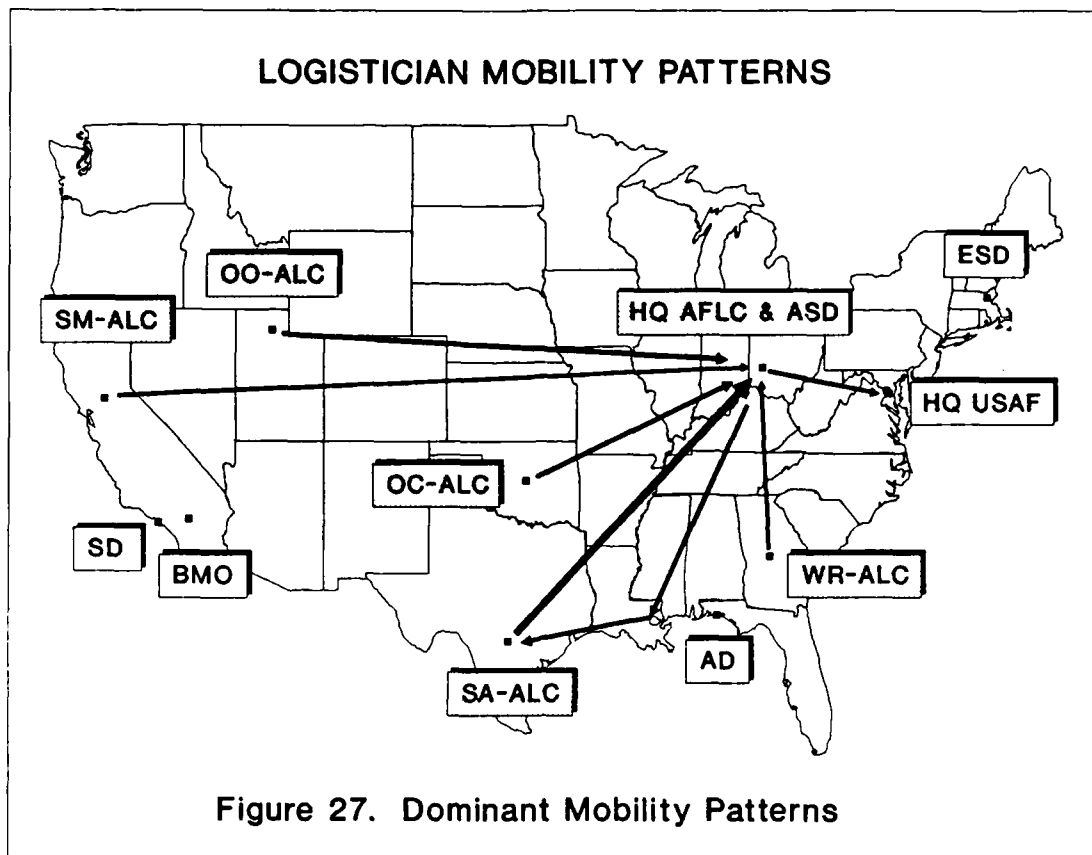 LOGISTICIAN MOBILITY PATTERNS
ESD
OO-ALC
HQ AFLC & ASD
SM-ALC
HQ USAF
OC-ALC
SD
BMO
WR-ALC
AD
SA-ALC
Figure 27. Dominant Mobility Patterns